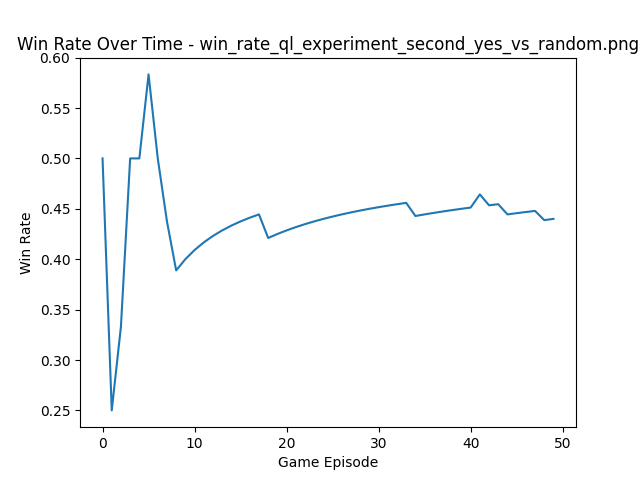 Win Rate Over Time - win_rate_ql_experiment_second_yes_vs_random.png
0.60
0.55
0.50
0.45
0.40
0.35
0.30
0.25
Win Rate
0 10 20 30 40 50
Game Episode